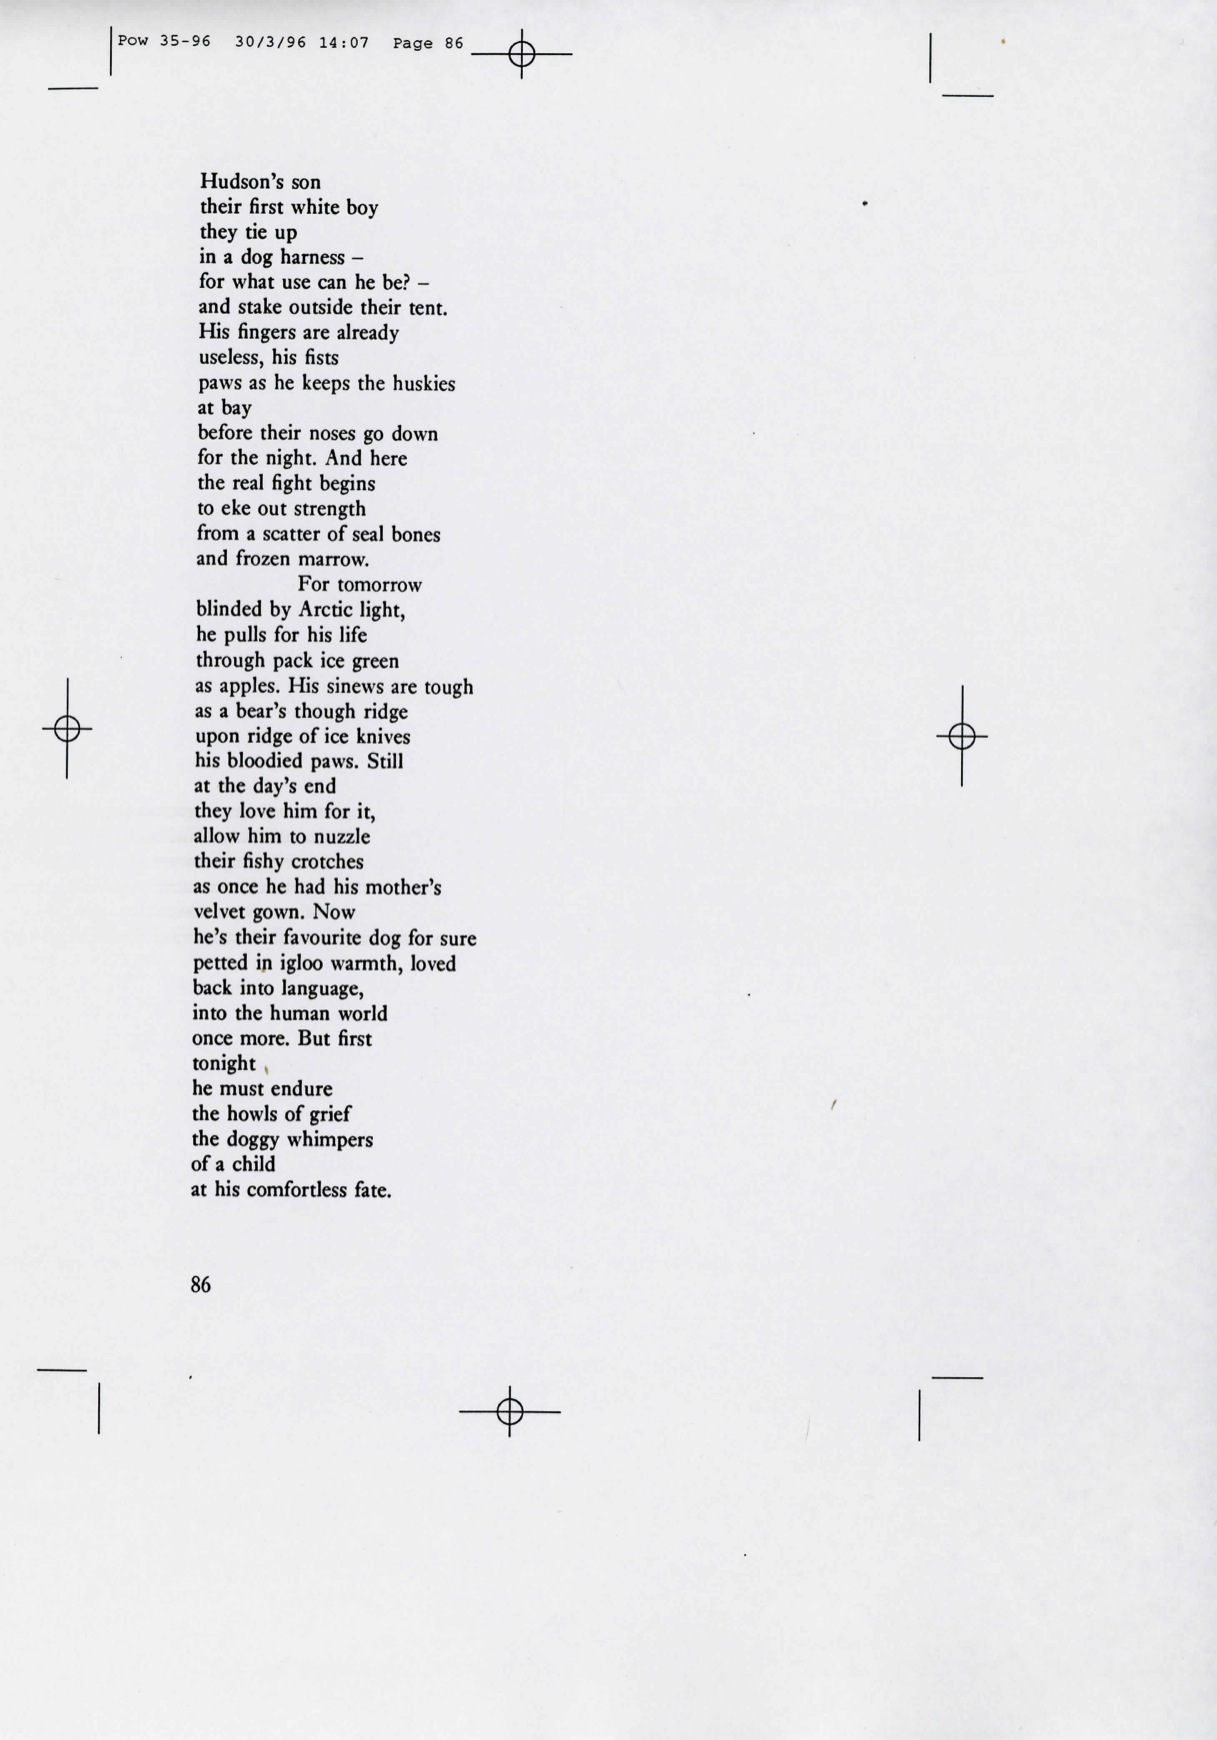 Pow 35-96  30/3/96 14:07  Page 86
Hudson's son
their first white boy
they tie up
in a dog harness –
for what use can he be? –
and stake outside their tent.
His fingers are already
useless, his fists
paws as he keeps the huskies
at bay
before their noses go down
for the night. And here
the real fight begins
to eke out strength
from a scatter of seal bones
and frozen marrow.
For tomorrow
blinded by Arctic light,
he pulls for his life
through pack ice green
as apples. His sinews are tough
as a bear's though ridge
upon ridge of ice knives
his bloodied paws. Still
at the day's end
they love him for it,
allow him to nuzzle
their fishy crotches
as once he had his mother's
velvet gown. Now
he's their favourite dog for sure
petted in igloo warmth, loved
back into language,
into the human world
once more. But first
tonight
he must endure
the howls of grief
the doggy whimpers
of a child
at his comfortless fate.
86